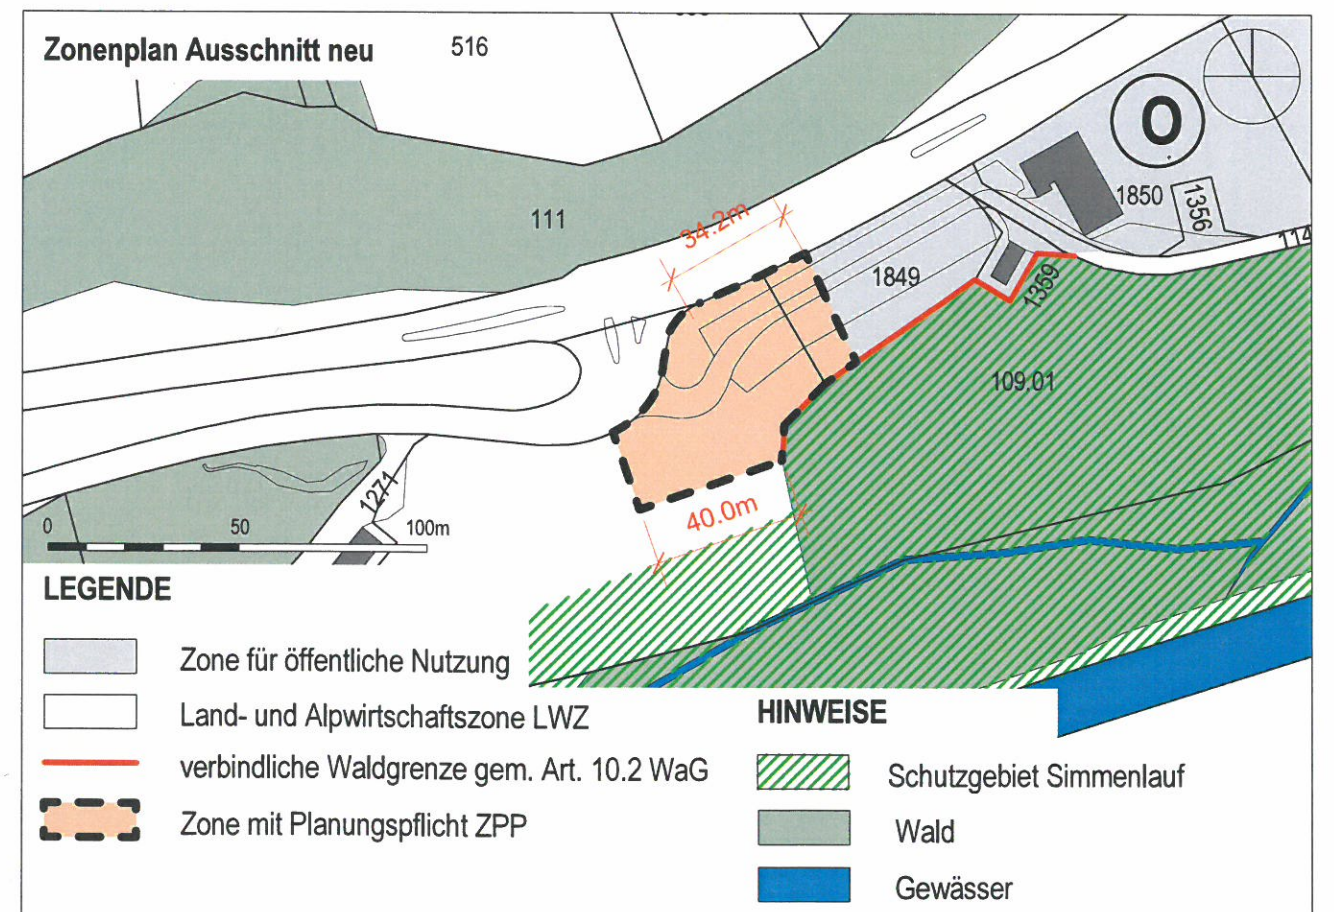 Zonenplan Ausschnitt neu
516
O
1850
1356
111
34.2m
114
1849
1359
109.01
1271
40.0m
0 50 100m
LEGENDE
Zone für öffentliche Nutzung
Land- und Alpwirtschaftszone LWZ
verbindliche Waldgrenze gem. Art. 10.2 WaG
Zone mit Planungspflicht ZPP
HINWEISE
Schutzgebiet Simmenlauf
Wald
Gewässer